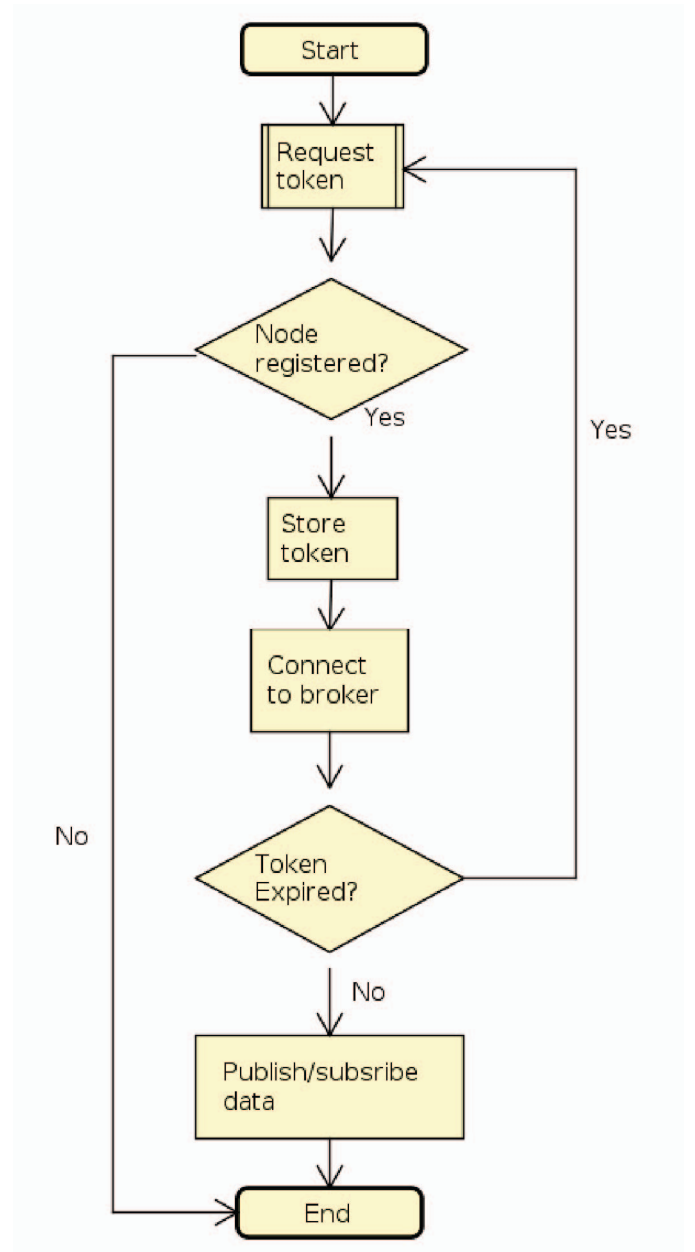 Start
Request
token
Node
registered?
Yes
Yes
Store
token
Connect
to broker
No
Token
Expired?
No
Publish/subsribe
data
End